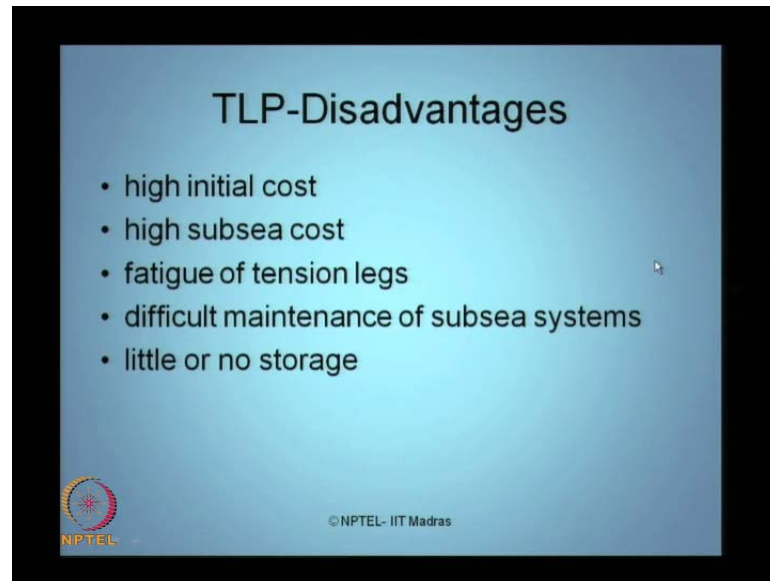 TLP-Disadvantages
• high initial cost
• high subsea cost
• fatigue of tension legs
• difficult maintenance of subsea systems
• little or no storage
©NPTEL- IIT Madras
NPTEL